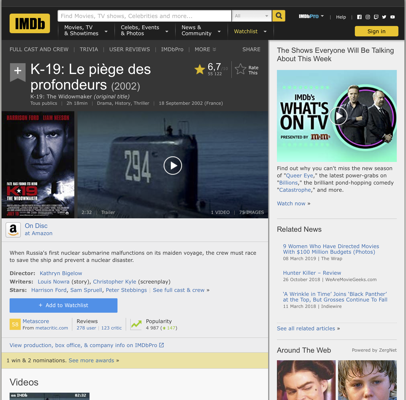 IMDb
Find Movies, TV shows, Celebrities and more...
All
Movies, TV
& Showtimes
Celebs, Events
& Photos
News &
Community
Watchlist
IMDbPro
Help
Sign in
FULL CAST AND CREW | TRIVIA | USER REVIEWS | IMDbPro | MORE
SHARE
K-19: Le piège des
profondeurs (2002)
K-19: The Widowmaker (original title)
Tous publics | 2h 18min | Drama, History, Thriller | 18 September 2002 (France)
6,7
Rate
This
HARRISON FORD LIAM NEESON
K-19
THE WIDOWMAKER
294
2:32 | Trailer
1 VIDEO | 75 IMAGES
a
On Disc
at Amazon
When Russia's first nuclear submarine malfunctions on its maiden voyage, the crew must race
to save the ship and prevent a nuclear disaster.
Director: Kathryn Bigelow
Writers: Louis Nowra (story), Christopher Kyle (screenplay)
Stars: Harrison Ford, Sam Spruell, Peter Stebbings | See full cast & crew »
+ Add to Watchlist
Metascore
From metacritic.com
Reviews
278 user | 123 critic
Popularity
4 987
View production, box office, & company info on IMDbPro
1 win & 2 nominations. See more awards »
Videos
The Shows Everyone Will Be Talking
About This Week
IMDb's
WHAT'S
ON TV
PRESENTED BY
Find out why you can't miss the new season
of "Queer Eye," the latest power-grabs on
"Billions," the brilliant pond-hopping comedy
"Catastrophe," and more.
Watch now »
Related News
9 Women Who Have Directed Movies
With $100 Million Budgets (Photos)
08 March 2019 | The Wrap
Hunter Killer – Review
26 October 2018 | WeAreMovieGeeks.com
'A Wrinkle in Time' Joins 'Black Panther'
at the Top, But Grosses Continue To Fall
11 March 2018 | Indiewire
See all related articles »
Around The Web
Powered by ZergNet